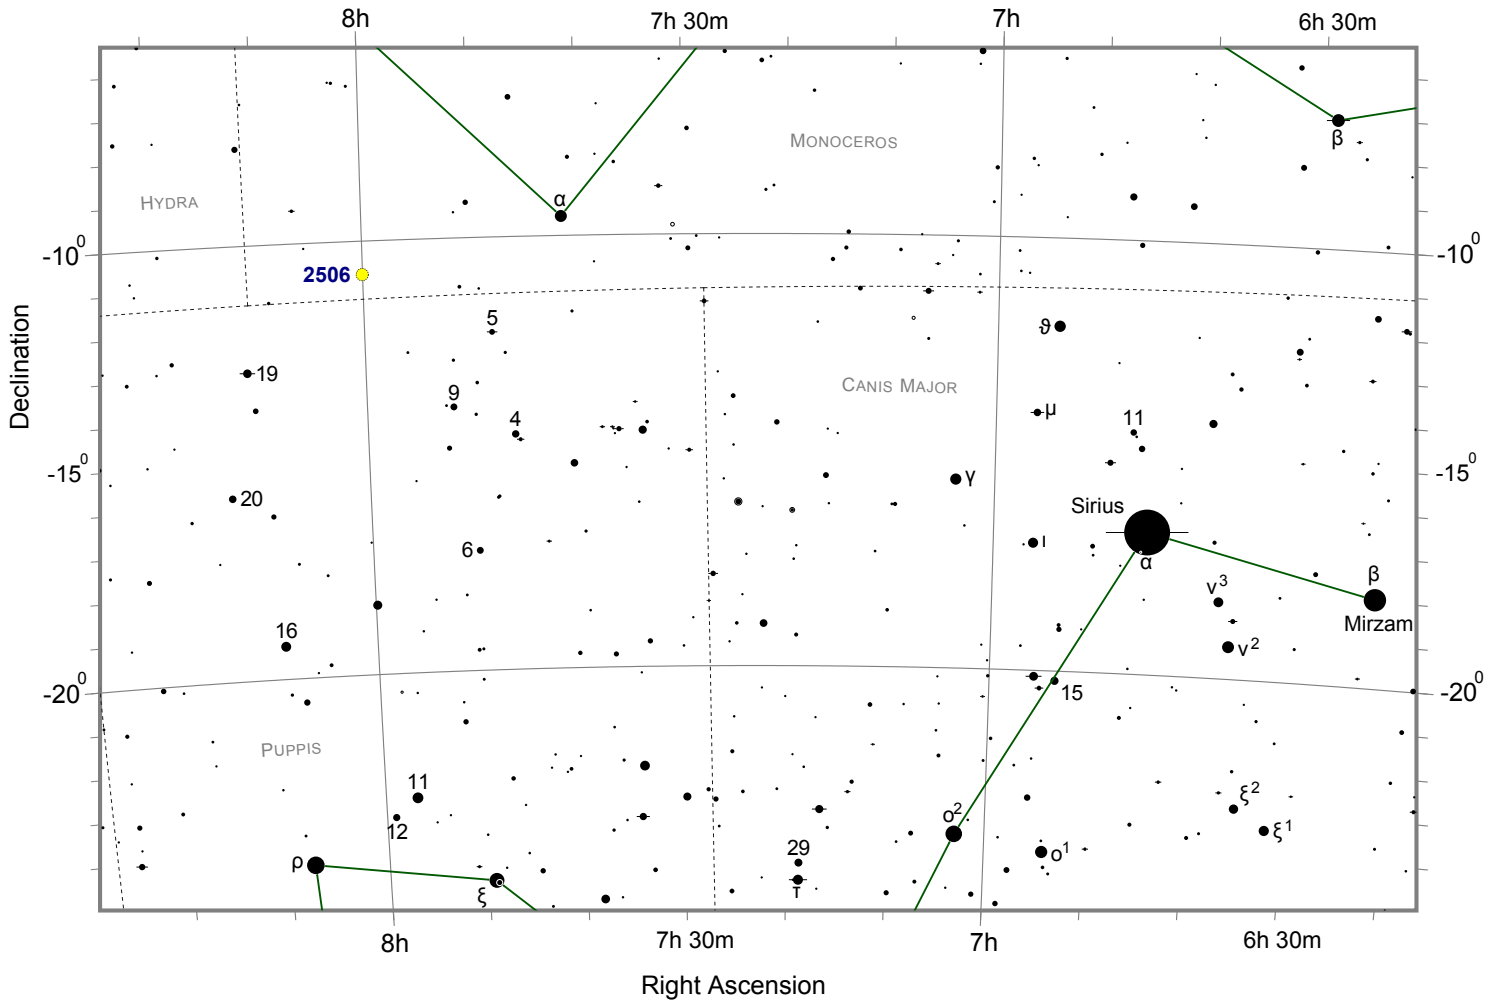 8h
7h 30m
7h
6h 30m
β
MONOCEROS
HYDRA
α
-10⁰
-10⁰
2506
5
ϑ
19
CANIS MAJOR
9
μ
4
11
-15⁰
-15⁰
γ
20
Sirius
6
ι
α
β
ν³
Mirzam
16
ν²
-20⁰
-20⁰
15
PUPPIS
11
ξ²
ο²
12
ξ¹
29
ο¹
ρ
τ
ξ
8h
7h 30m
7h
6h 30m
Right Ascension
Declination